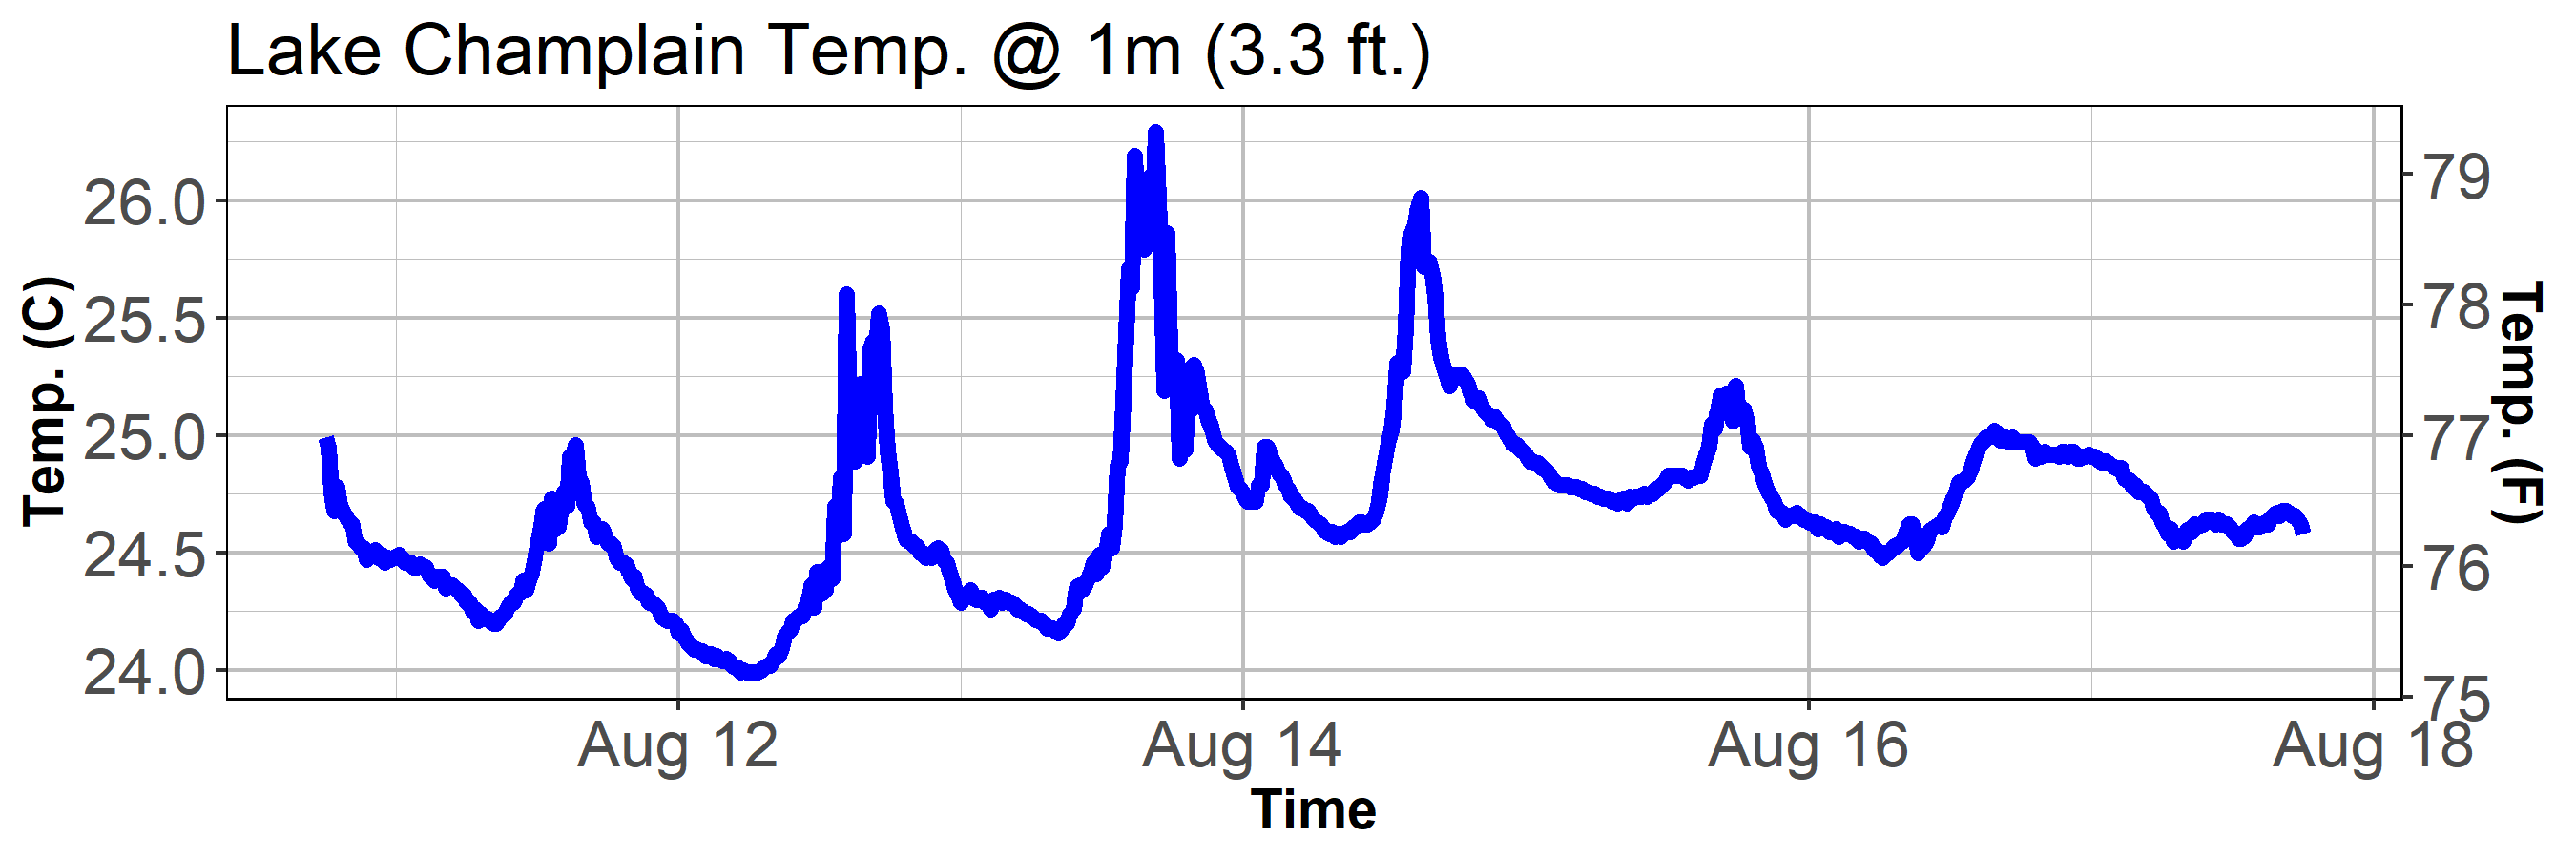 Lake Champlain Temp. @ 1m (3.3 ft.)
Temp. (C)
26.0
25.5
25.0
24.5
24.0
79
78
77
76
75
Temp. (F)
Aug 12
Aug 14
Aug 16
Aug 18
Time